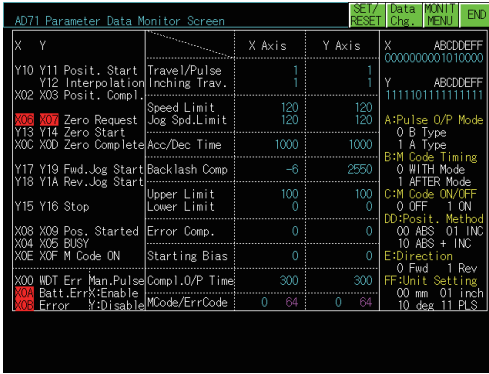 AD71 Parameter Data Monitor Screen
SET/ RESET
Data Chg.
MONIT MENU
END
X Y X Axis Y Axis
X ABCDDEFF
0000000001010000
Y10 Y11 Posit. Start Travel/Pulse 1 1
Y12 Interpolation Inching Trav. 1 1
Y ABCDDEFF
1111101111111111
X02 X03 Posit. Compl.
Speed Limit 120 120
X06 X07 Zero Request Jog Spd.Limit 120 120
Y13 Y14 Zero Start
X0C X0D Zero Complete Acc/Dec Time 1000 1000
Y17 Y19 Fwd.Jog Start Backlash Comp -6 2550
Y18 Y1A Rev.Jog Start
Upper Limit 100 100
Y15 Y16 Stop Lower Limit 0 0
X08 X09 Pos. Started Error Comp. 0 0
X04 X05 BUSY
X0E X0F M Code ON Starting Bias 0 0
X00 WDT Err Man.Pulse Compl.O/P Time 300 300
X0A Batt.Err X:Enable
X0B Error Y:Disable MCode/ErrCode 0 64 0 64
A:Pulse O/P Mode
0 B Type
1 A Type
B:M Code Timing
0 WITH Mode
1 AFTER Mode
C:M Code ON/OFF
0 OFF 1 ON
DD:Posit. Method
00 ABS 01 INC
10 ABS + INC
E:Direction
0 Fwd 1 Rev
FF:Unit Setting
00 mm 01 inch
10 deg 11 PLS